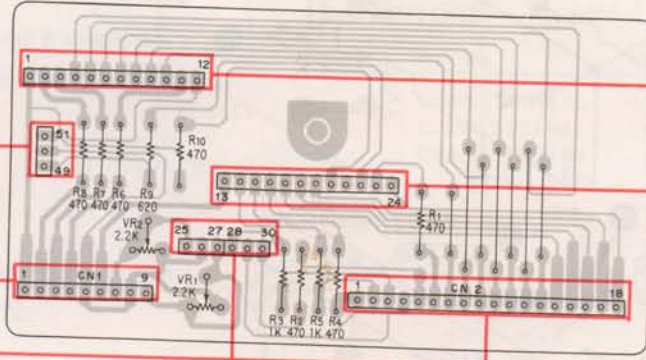 1 12
51
49
R10
470
R8 R7 R6 R9
470 470 470 620
13 24
R1
470
VR2
2.2K
25 27 28 30
1 CN1 9
VR1
2.2K
R3 R2 R5 R4
1K 470 1K 470
1 CN 2 18